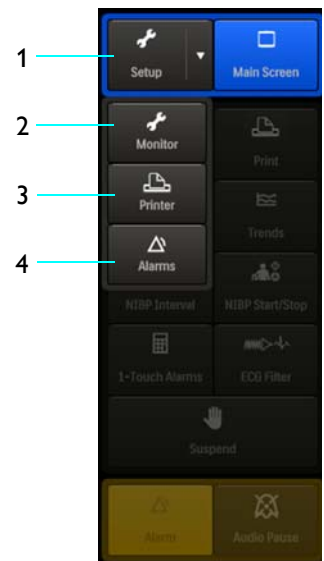 1
Setup
Main Screen
2
Monitor
Print
3
Printer
Trends
4
Alarms
NIBP Interval
NIBP Start/Stop
1-Touch Alarms
ECG Filter
Suspend
Alarm
Audio Pause